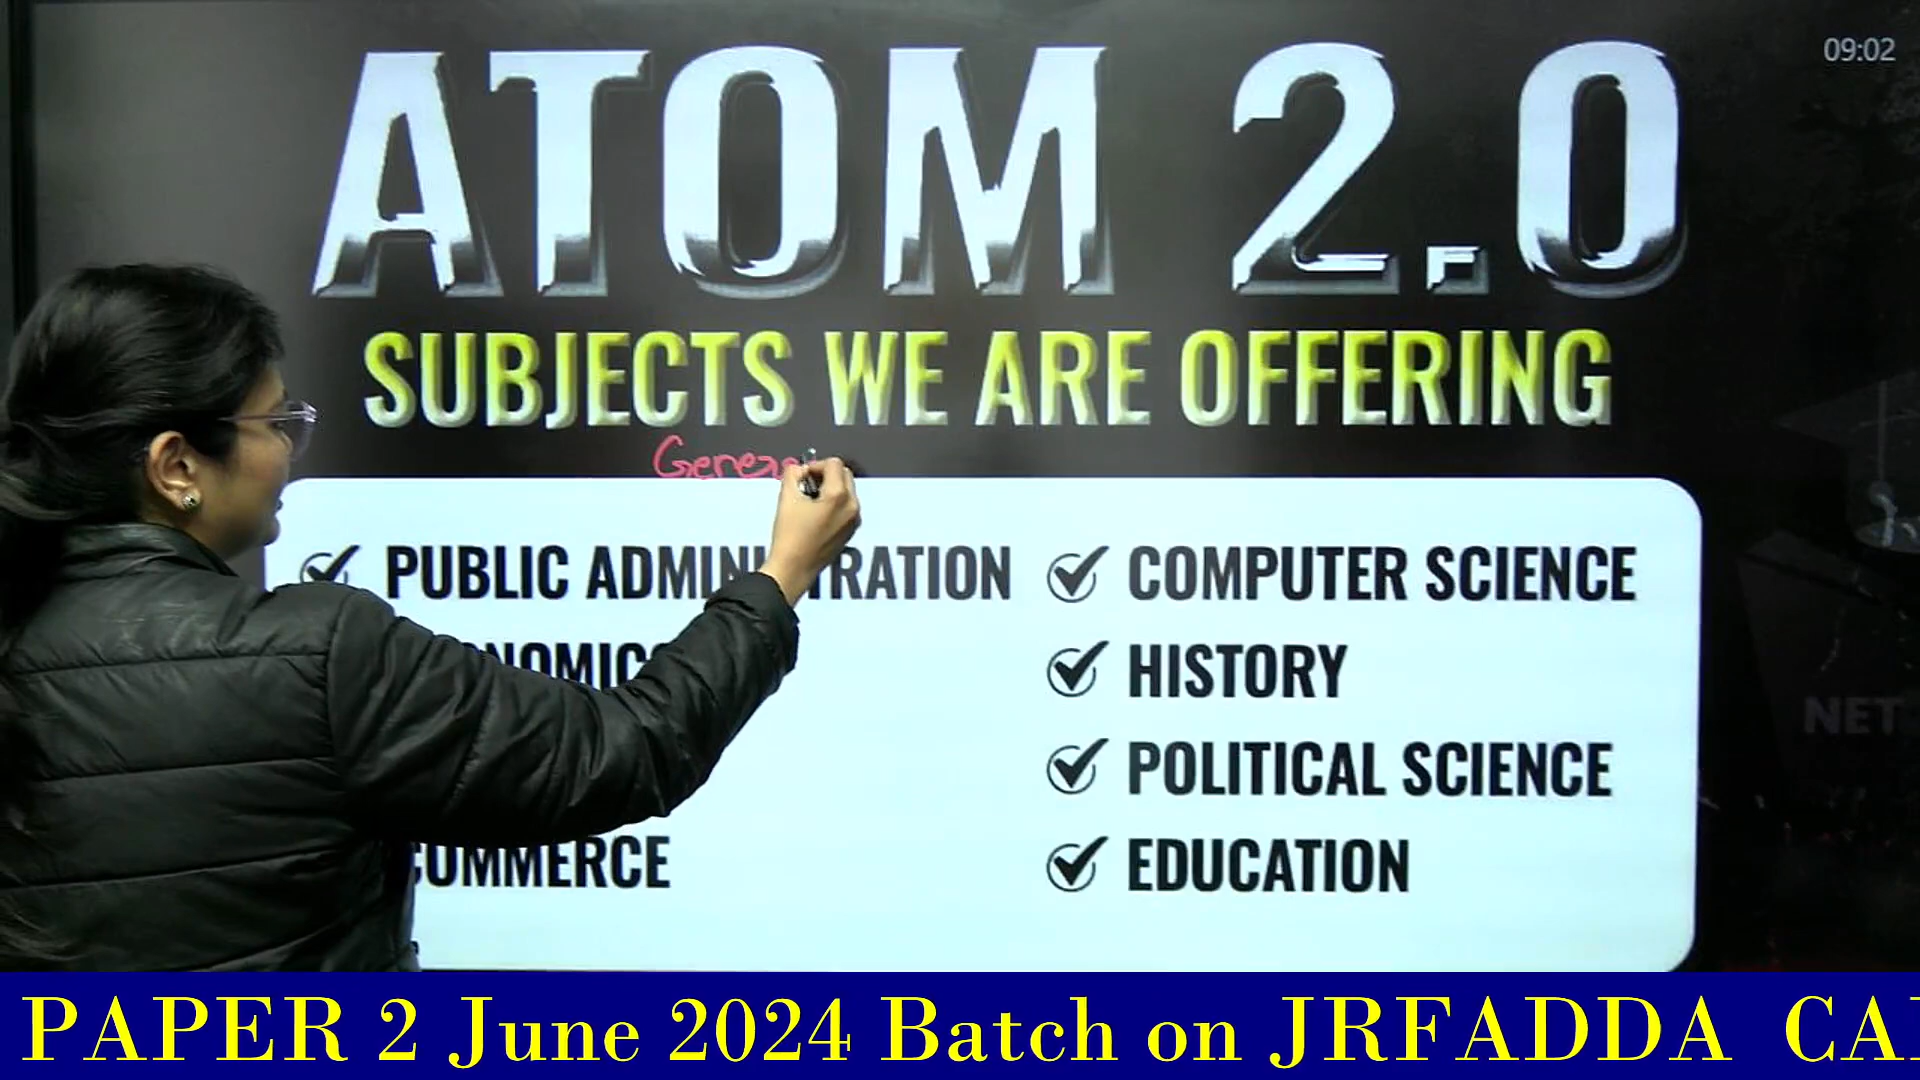 09:02
ATOM 2.0
SUBJECTS WE ARE OFFERING
PUBLIC RATION
COMPUTER SCIENCE
HISTORY
NET
POLITICAL SCIENCE
COMMERCE
EDUCATION
PAPER 2 June 2024 Batch on JRFADDA